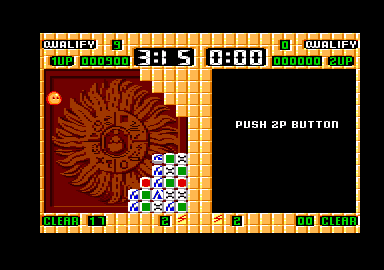 QUALIFY 9 3:15 0:00 0 QUALIFY
1UP 000900 000000 2UP
PUSH 2P BUTTON
CLEAR 17 2 2 00 CLEAR